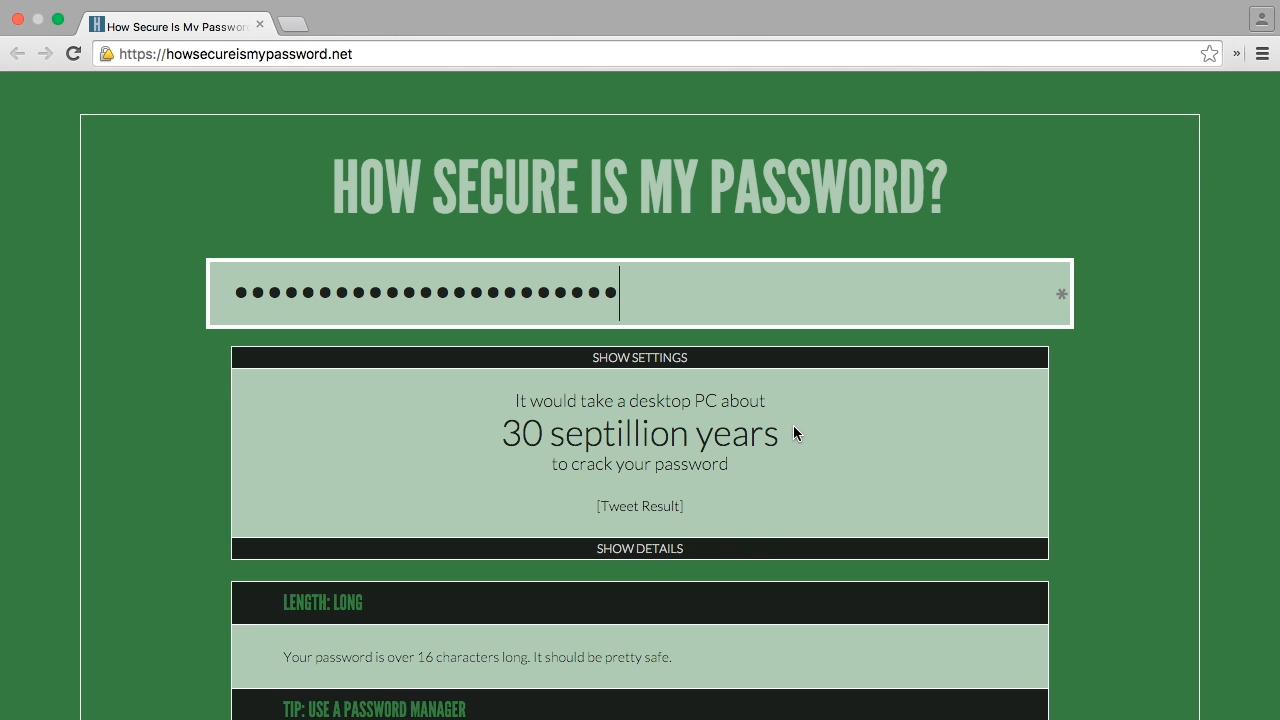 How Secure Is My Passwor
https://howsecureismypassword.net
HOW SECURE IS MY PASSWORD?
•••••••••••••••••••••••
*
SHOW SETTINGS
It would take a desktop PC about
30 septillion years
to crack your password
[Tweet Result]
SHOW DETAILS
LENGTH: LONG
Your password is over 16 characters long. It should be pretty safe.
TIP: USE A PASSWORD MANAGER